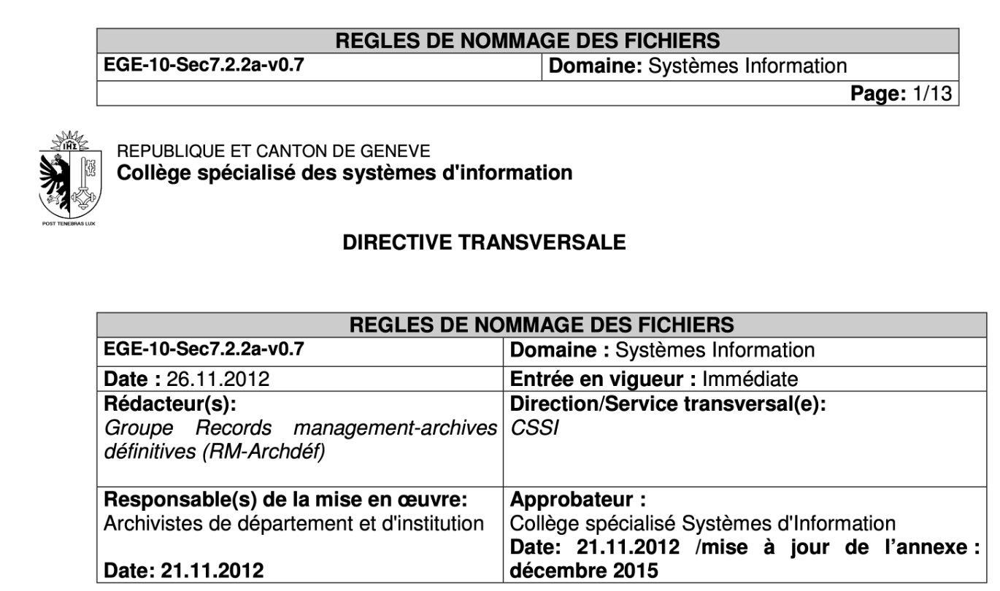 REGLES DE NOMMAGE DES FICHIERS
EGE-10-Sec7.2.2a-v0.7
Domaine: Systèmes Information
Page: 1/13
IHS
POST TENEBRAS LUX
REPUBLIQUE ET CANTON DE GENEVE
Collège spécialisé des systèmes d'information
DIRECTIVE TRANSVERSALE
REGLES DE NOMMAGE DES FICHIERS
EGE-10-Sec7.2.2a-v0.7
Domaine : Systèmes Information
Date : 26.11.2012
Entrée en vigueur : Immédiate
Rédacteur(s):
Groupe Records management-archives
définitives (RM-Archdéf)
Direction/Service transversal(e):
CSSI
Responsable(s) de la mise en œuvre:
Archivistes de département et d'institution
Date: 21.11.2012
Approbateur :
Collège spécialisé Systèmes d'Information
Date: 21.11.2012 /mise à jour de l’annexe :
décembre 2015